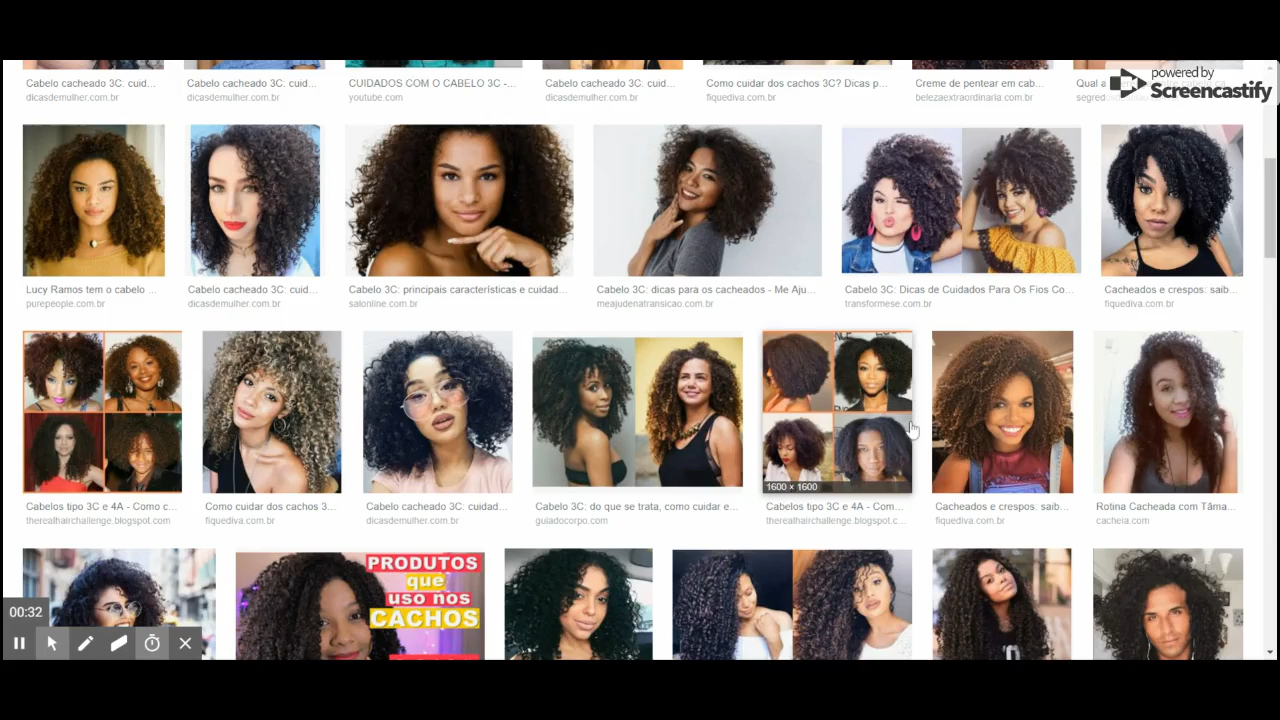 powered by
Screencastify
Cabelo cacheado 3C: cuid...
dicasdemulher.com.br
Cabelo cacheado 3C: cuid...
dicasdemulher.com.br
CUIDADOS COM O CABELO 3C -...
youtube.com
Cabelo cacheado 3C: cuid...
dicasdemulher.com.br
Como cuidar dos cachos 3C? Dicas p...
fiquediva.com.br
Creme de pentear em cab...
belezaextraordinaria.com.br
Qual a
segred
Lucy Ramos tem o cabelo ...
purepeople.com.br
Cabelo cacheado 3C: cuid...
dicasdemulher.com.br
Cabelo 3C: principais características e cuidad...
salonline.com.br
Cabelo 3C: dicas para os cacheados - Me Aju...
meajudenatransicao.com.br
Cabelo 3C: Dicas de Cuidados Para Os Fios Co...
transformese.com.br
Cacheados e crespos: saib...
fiquediva.com.br
1600 × 1600
Cabelos tipo 3C e 4A - Como c...
therealhairchallenge.blogspot.com
Como cuidar dos cachos 3...
fiquediva.com.br
Cabelo cacheado 3C: cuidad...
dicasdemulher.com.br
Cabelo 3C: do que se trata, como cuidar e...
guiadocorpo.com
Cabelos tipo 3C e 4A - Com...
therealhairchallenge.blogspot.c...
Cacheados e crespos: saib...
fiquediva.com.br
Rotina Cacheada com Tâma...
cacheia.com
PRODUTOS
que
uso nos
CACHOS
00:32